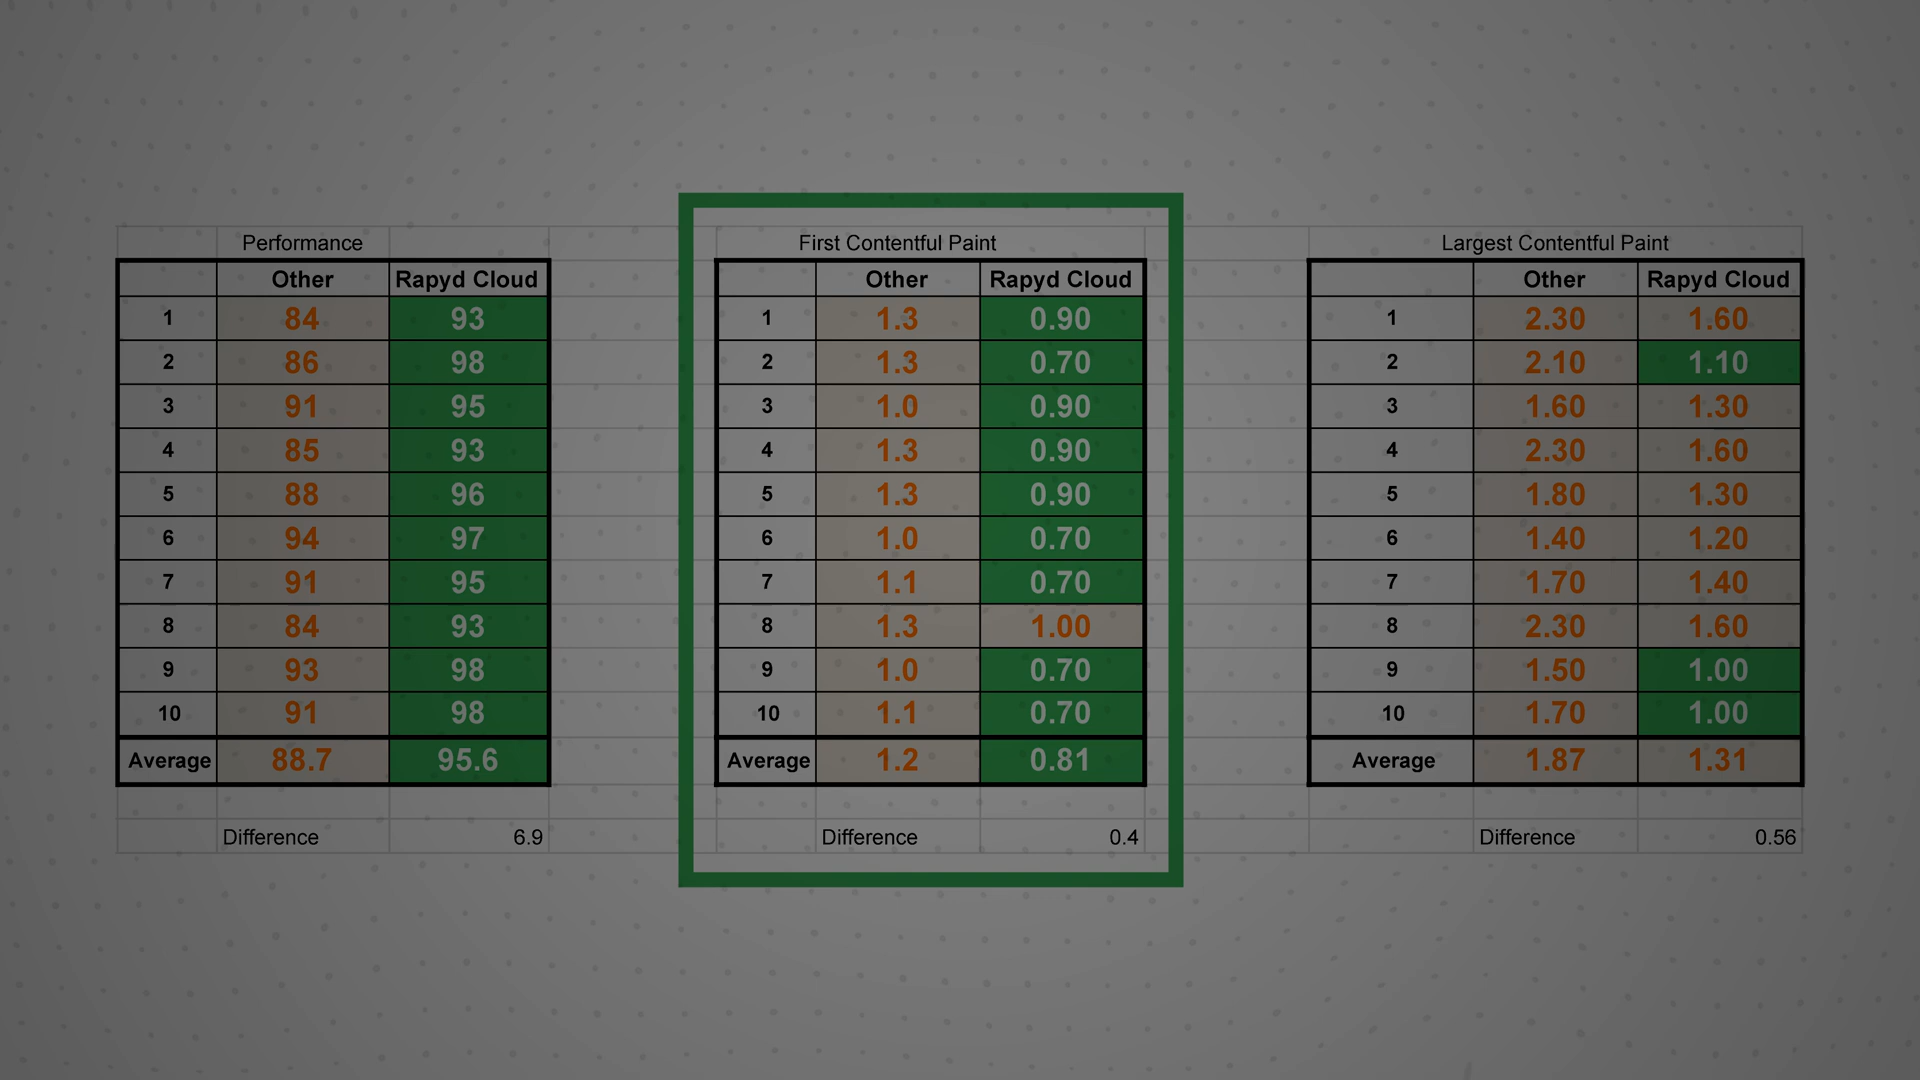 Performance
Other Rapyd Cloud
1 84 93
2 86 98
3 91 95
4 85 93
5 88 96
6 94 97
7 91 95
8 84 93
9 93 98
10 91 98
Average 88.7 95.6
Difference 6.9
First Contentful Paint
Other Rapyd Cloud
1 1.3 0.90
2 1.3 0.70
3 1.0 0.90
4 1.3 0.90
5 1.3 0.90
6 1.0 0.70
7 1.1 0.70
8 1.3 1.00
9 1.0 0.70
10 1.1 0.70
Average 1.2 0.81
Difference 0.4
Largest Contentful Paint
Other Rapyd Cloud
1 2.30 1.60
2 2.10 1.10
3 1.60 1.30
4 2.30 1.60
5 1.80 1.30
6 1.40 1.20
7 1.70 1.40
8 2.30 1.60
9 1.50 1.00
10 1.70 1.00
Average 1.87 1.31
Difference 0.56